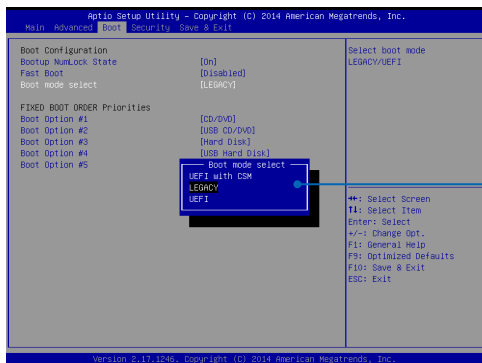 Aptio Setup Utility – Copyright (C) 2014 American Megatrends, Inc.
Main Advanced Boot Security Save & Exit
Boot Configuration
Bootup NumLock State [On]
Fast Boot [Disabled]
Boot mode select [LEGACY]
FIXED BOOT ORDER Priorities
Boot Option #1 [CD/DVD]
Boot Option #2 [USB CD/DVD]
Boot Option #3 [Hard Disk]
Boot Option #4 [USB Hard Disk]
Boot Option #5
Boot mode select
UEFI with CSM
LEGACY
UEFI
Select boot mode
LEGACY/UEFI
→←: Select Screen
↑↓: Select Item
Enter: Select
+/-: Change Opt.
F1: General Help
F9: Optimized Defaults
F10: Save & Exit
ESC: Exit
Version 2.17.1246. Copyright (C) 2014 American Megatrends, Inc.